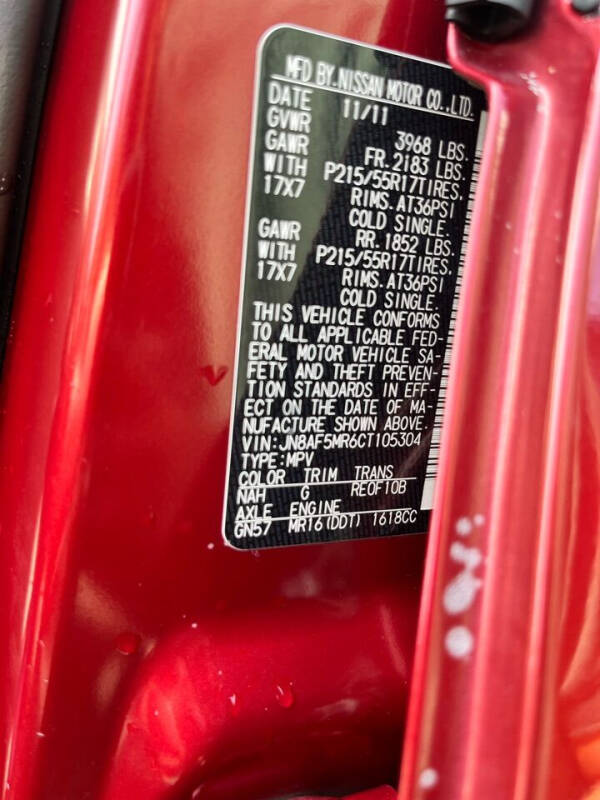 MFD BY.NISSAN MOTOR CO.,LTD.
DATE 11/11
GVWR 3968 LBS.
GAWR FR. 2183 LBS.
WITH P215/55R17TIRES,
17X7 RIMS. AT36PSI
COLD SINGLE.
GAWR RR. 1852 LBS.
WITH P215/55R17TIRES,
17X7 RIMS. AT36PSI
COLD SINGLE.
THIS VEHICLE CONFORMS
TO ALL APPLICABLE FED-
ERAL MOTOR VEHICLE SA-
FETY AND THEFT PREVEN-
TION STANDARDS IN EFF-
ECT ON THE DATE OF MA-
NUFACTURE SHOWN ABOVE.
VIN:JN8AF5MR6CT105304
TYPE:MPV
COLOR TRIM TRANS
NAH G RE0F10B
AXLE ENGINE
GN57 MR16(DDT) 1618CC